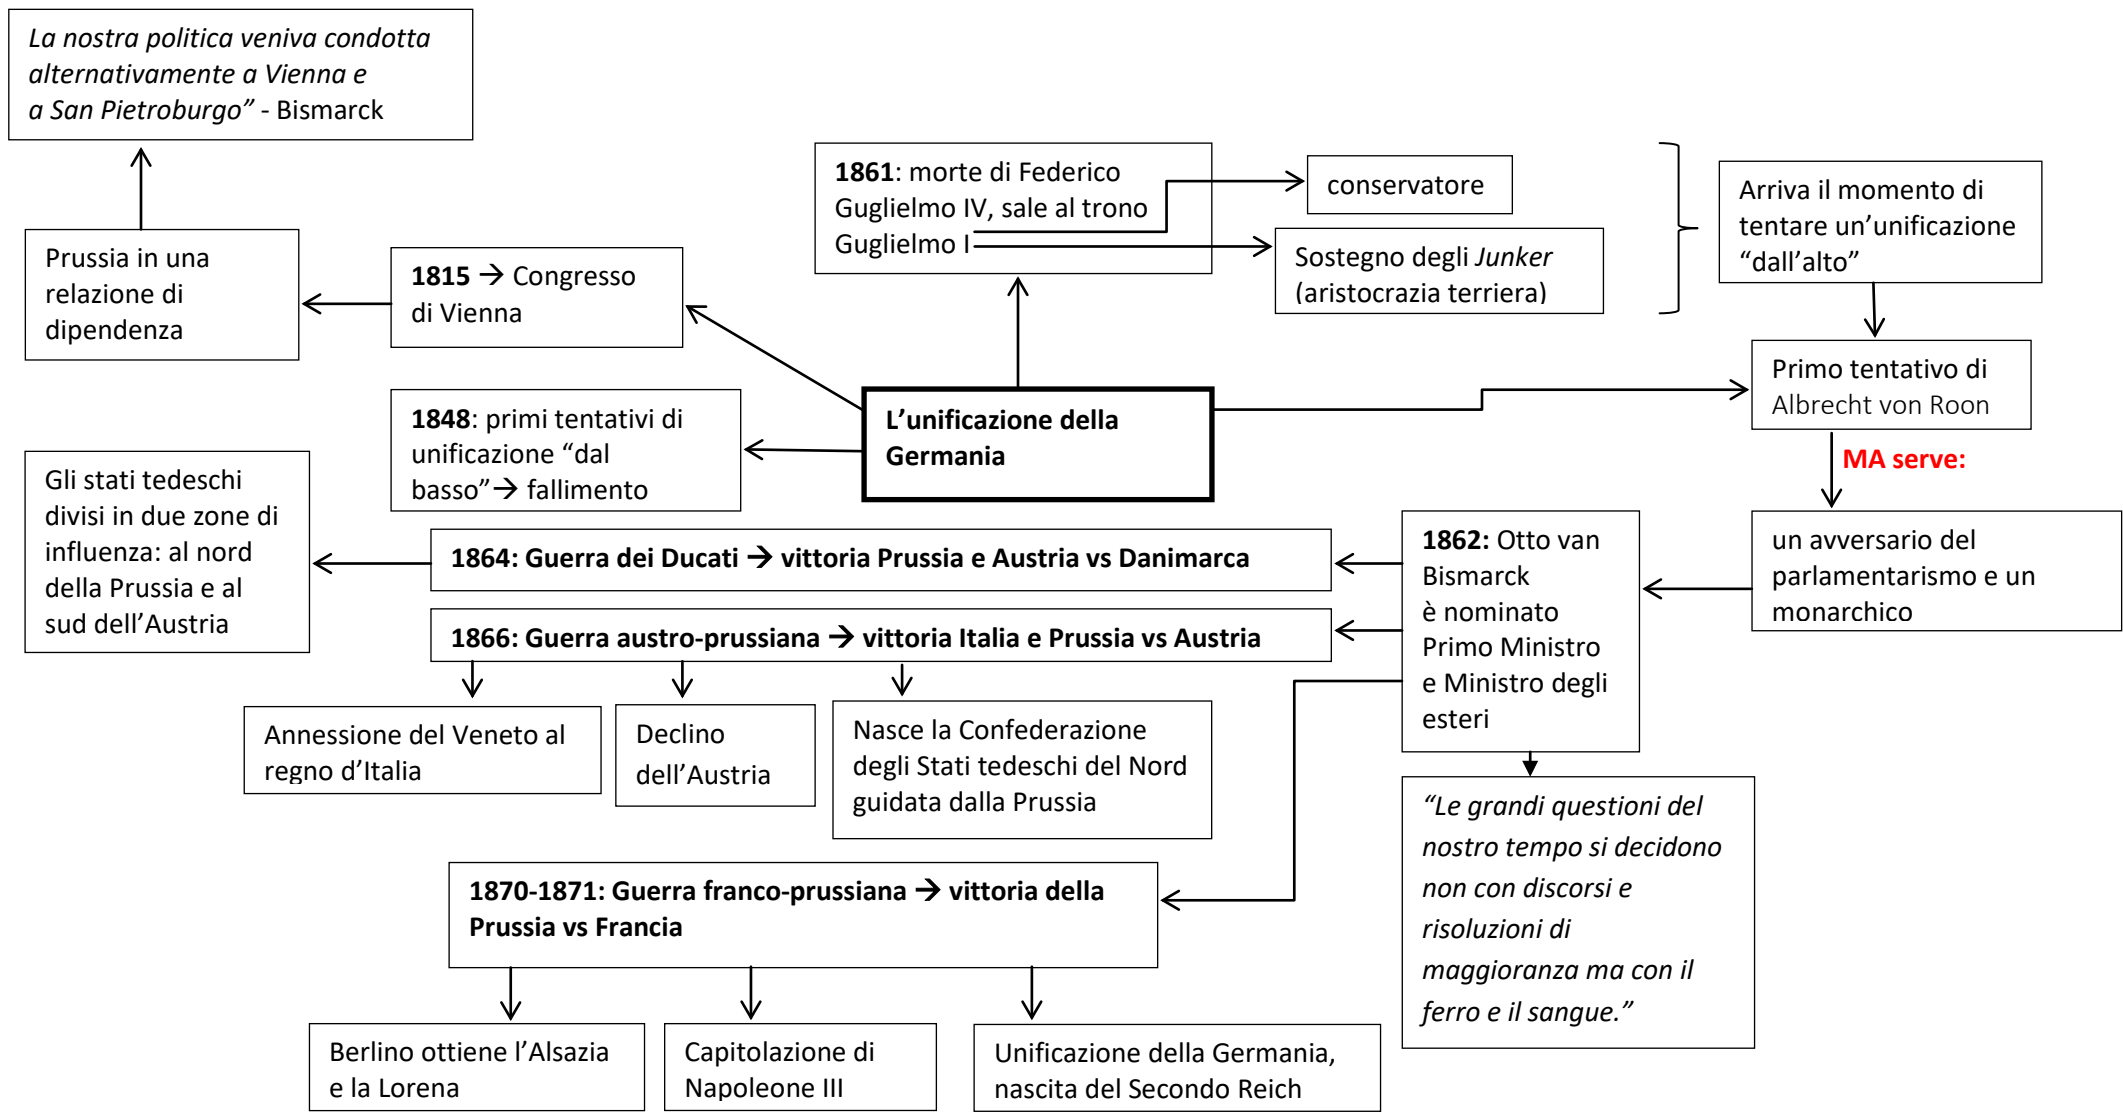 La nostra politica veniva condotta
alternativamente a Vienna e
a San Pietroburgo” - Bismarck
Prussia in una
relazione di
dipendenza
1815 → Congresso
di Vienna
1861: morte di Federico
Guglielmo IV, sale al trono
Guglielmo I
conservatore
Sostegno degli Junker
(aristocrazia terriera)
Arriva il momento di
tentare un’unificazione
“dall’alto”
Primo tentativo di
Albrecht von Roon
MA serve:
un avversario del
parlamentarismo e un
monarchico
L’unificazione della
Germania
1848: primi tentativi di
unificazione “dal
basso”→ fallimento
Gli stati tedeschi
divisi in due zone di
influenza: al nord
della Prussia e al
sud dell’Austria
1864: Guerra dei Ducati → vittoria Prussia e Austria vs Danimarca
1866: Guerra austro-prussiana → vittoria Italia e Prussia vs Austria
1862: Otto van
Bismarck
è nominato
Primo Ministro
e Ministro degli
esteri
Annessione del Veneto al
regno d’Italia
Declino
dell’Austria
Nasce la Confederazione
degli Stati tedeschi del Nord
guidata dalla Prussia
“Le grandi questioni del
nostro tempo si decidono
non con discorsi e
risoluzioni di
maggioranza ma con il
ferro e il sangue.”
1870-1871: Guerra franco-prussiana → vittoria della
Prussia vs Francia
Berlino ottiene l’Alsazia
e la Lorena
Capitolazione di
Napoleone III
Unificazione della Germania,
nascita del Secondo Reich